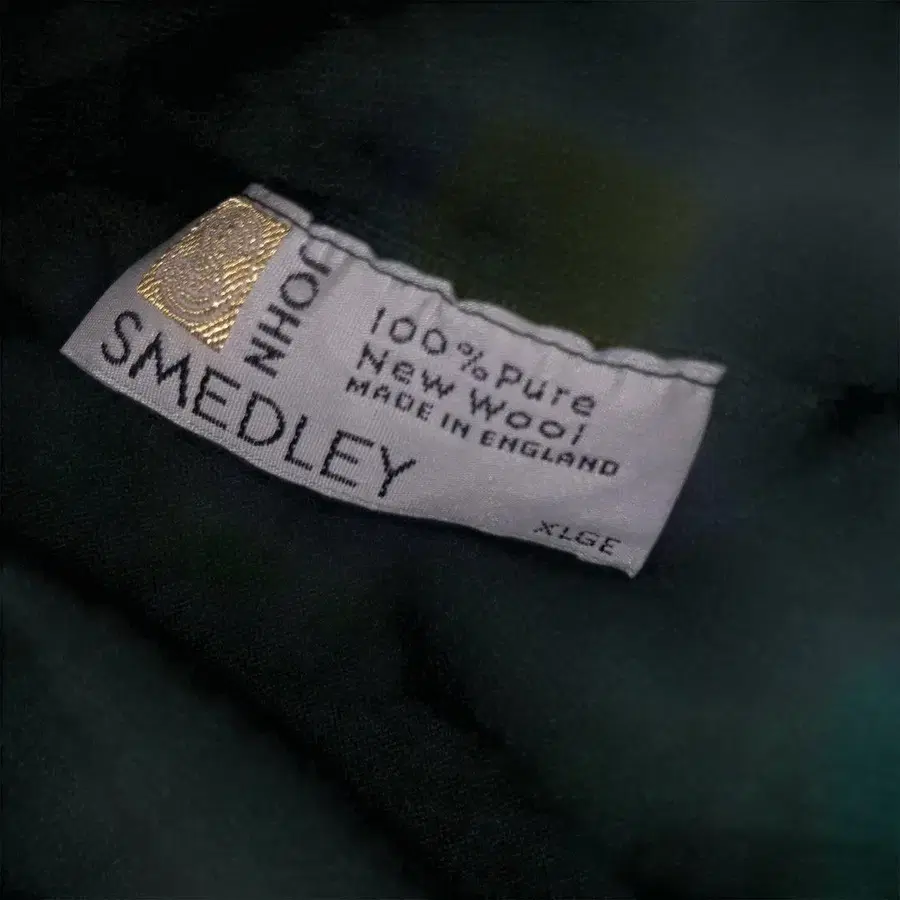 JOHN
SMEDLEY
100% Pure
New Wool
MADE IN ENGLAND
XLGE